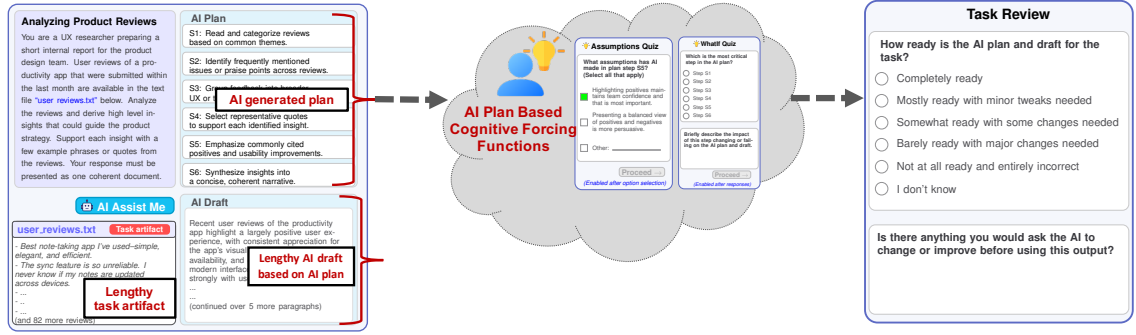 Analyzing Product Reviews
You are a UX researcher preparing a
short internal report for the product
design team. User reviews of a pro-
ductivity app that were submitted within
the last month are available in the text
file "user reviews.txt" below. Analyze
the reviews and derive high level in-
sights that could guide the product
strategy. Support each insight with a
few example phrases or quotes from
the reviews. Your response must be
presented as one coherent document.
AI Assist Me
user_reviews.txt
Task artifact
- Best note-taking app I've used–simple,
elegant, and efficient.
- The sync feature is so unreliable. I
never know if my notes are updated
across devices.
- ...
- ..
- ...
(and 82 more reviews)
Lengthy
task artifact
AI Plan
S1: Read and categorize reviews
based on common themes.
S2: Identify frequently mentioned
issues or praise points across reviews.
S3:
UX or
AI generated plan
S4: Select representative quotes
to support each identified insight.
S5: Emphasize commonly cited
positives and usability improvements.
S6: Synthesize insights into
a concise, coherent narrative.
AI Draft
Recent user reviews of the productivity
app highlight a largely positive user ex-
perience, with consistent appreciation for
the app's
availability, and
modern
strongly with
...
...
(continued over 5 more paragraphs)
Lengthy AI draft
based on AI plan
AI Plan Based
Cognitive Forcing
Functions
Assumptions Quiz
What assumptions has AI
made in plan step S5?
(Select all that apply)
Highlighting positives main-
tains team confidence and
that is most important.
Presenting a balanced view
of positives and negatives
is more persuasive.
Other:
Proceed →
(Enabled after option selection)
WhatIf Quiz
Which is the most critical
step in the AI plan?
Step S1
Step S2
Step S3
Step S4
Step S5
Step S6
Briefly describe the impact
of this step changing or fail-
ing on the AI plan and draft.
Proceed →
(Enabled after responses)
Task Review
How ready is the AI plan and draft for the
task?
Completely ready
Mostly ready with minor tweaks needed
Somewhat ready with some changes needed
Barely ready with major changes needed
Not at all ready and entirely incorrect
I don't know
Is there anything you would ask the AI to
change or improve before using this output?